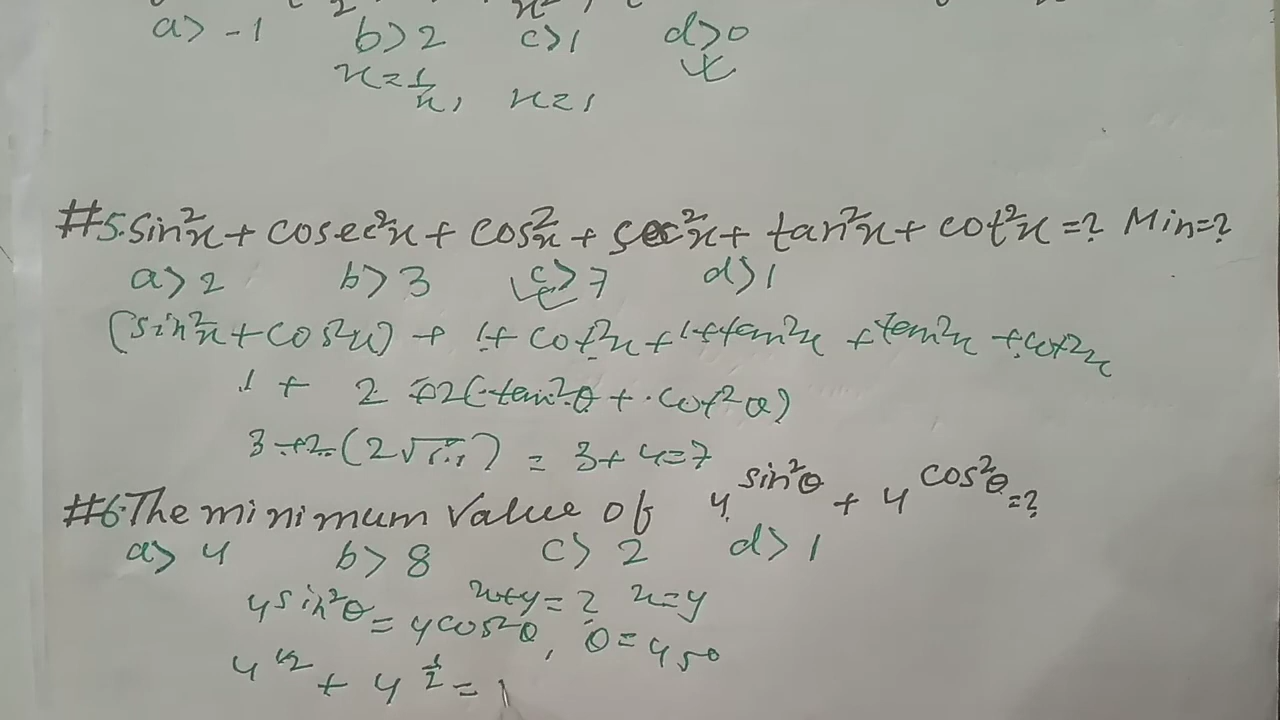 a> -1 b> 2 c> 1 d> 0
x = 1/x, x = 1
#5. sin²x + cosec²x + cos²x + sec²x + tan²x + cot²x = ? Min = ?
a> 2 b> 3 c> 7 d> 1
(sin²x + cos²x) + 1 + cot²x + 1 + tan²x + tan²x + cot²x
1 + 2 + 2(tan²θ + cot²θ)
3 + 2(2√1.1) = 3 + 4 = 7
#6. The minimum value of 4^sin²θ + 4^cos²θ = ?
a> 4 b> 8 c> 2 d> 1
4^sin²θ = 4^cos²θ, x + y = ? x = y
θ = 45°
4^1/2 + 4^1/2 =